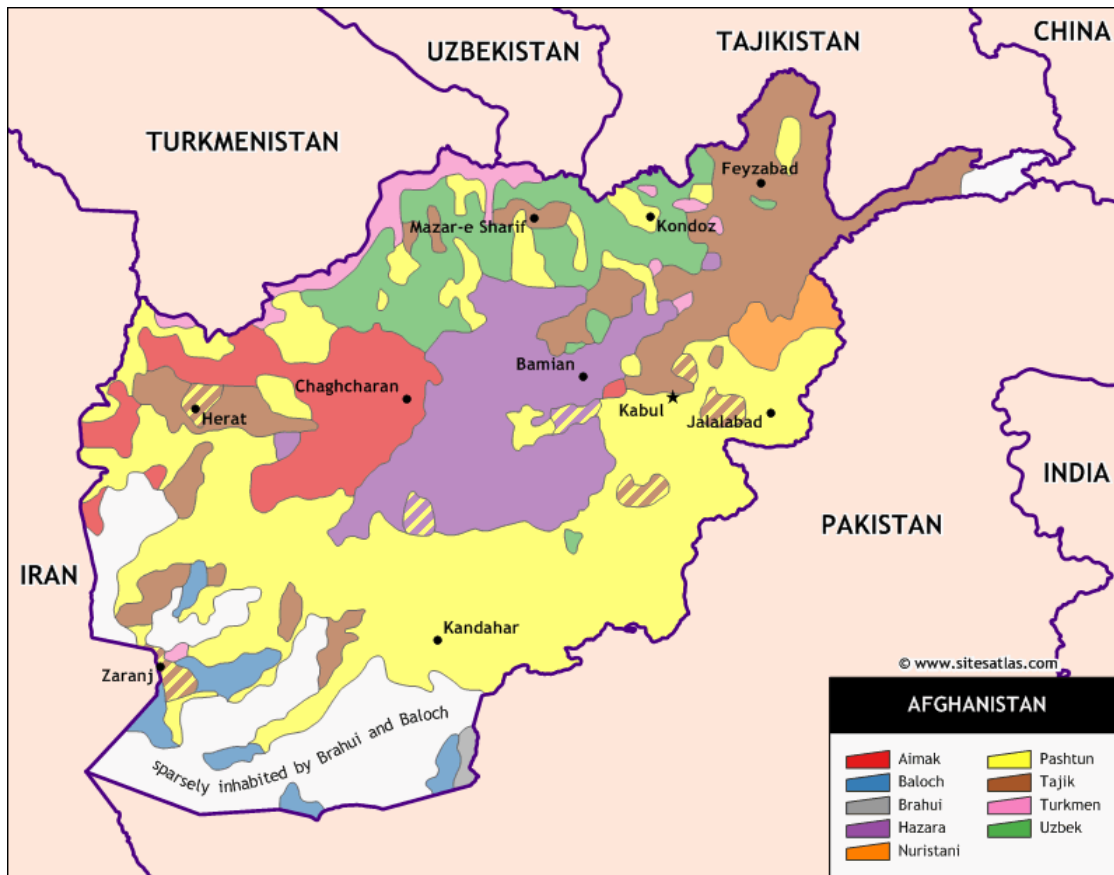 CHINA
TAJIKISTAN
UZBEKISTAN
TURKMENISTAN
Feyzabad
Mazar-e Sharif
Kondoz
Bamian
Chaghcharan
Herat
Kabul
Jalalabad
INDIA
PAKISTAN
IRAN
Kandahar
Zaranj
sparsely inhabited by Brahui and Baloch
© www.sitesatlas.com
AFGHANISTAN
Aimak
Baloch
Brahui
Hazara
Nuristani
Pashtun
Tajik
Turkmen
Uzbek